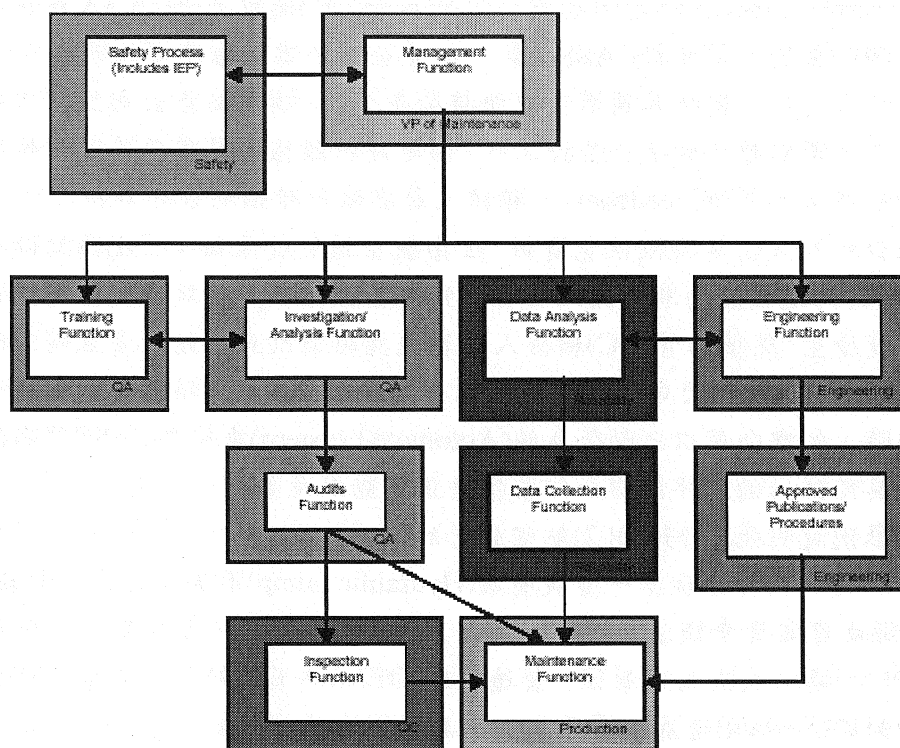 Safety Process
(Includes IEP)
Safety
Management
Function
VP of Maintenance
Training
Function
QA
Investigation/
Analysis Function
QA
Data Analysis
Function
Engineering
Function
Engineering
Audits
Function
QA
Data Collection
Function
Approved
Publications/
Procedures
Engineering
Inspection
Function
QC
Maintenance
Function
Production